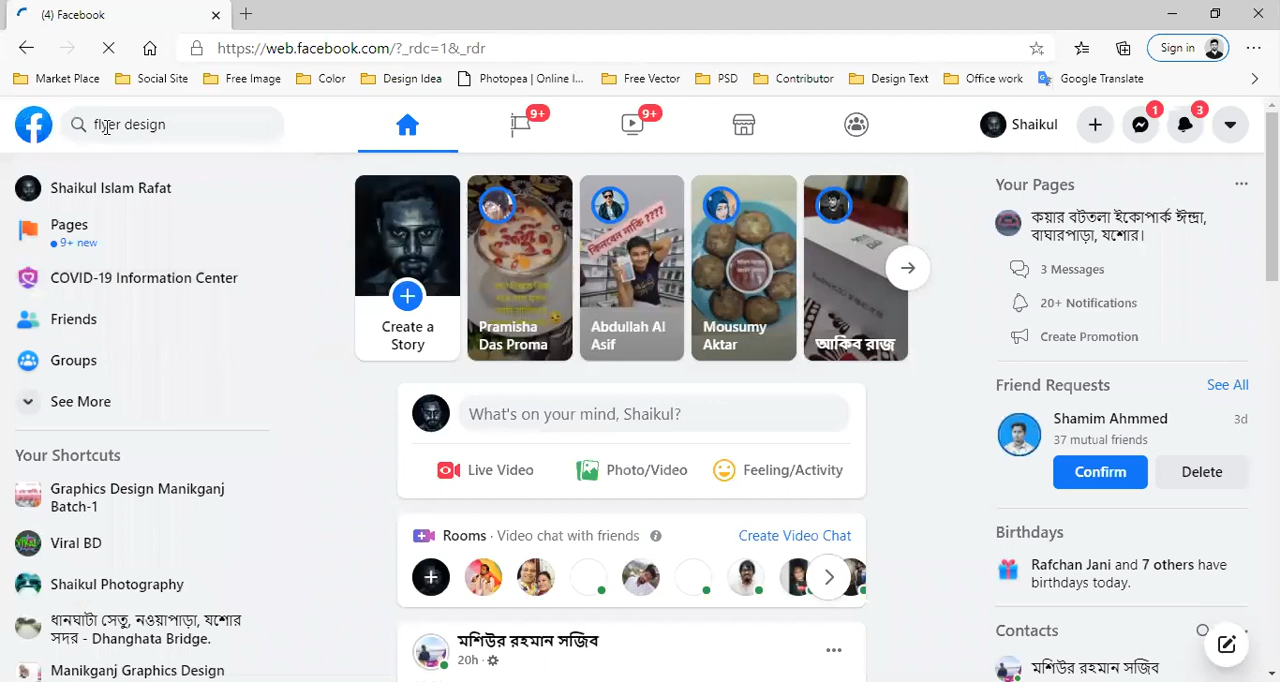 (4) Facebook
https://web.facebook.com/?_rdc=1&_rdr
Sign in
Market Place
Social Site
Free Image
Color
Design Idea
Photopea | Online I...
Free Vector
PSD
Contributor
Design Text
Office work
Google Translate
flyer design
9+
9+
Shaikul
1
3
Shaikul Islam Rafat
Pages
9+ new
COVID-19 Information Center
Friends
Groups
See More
Your Shortcuts
Graphics Design Manikganj
Batch-1
Viral BD
Shaikul Photography
ধানঘাটা সেতু, নওয়াপাড়া, যশোর
সদর - Dhanghata Bridge.
Manikganj Graphics Design
Create a
Story
Pramisha
Das Proma
কিনবেন নাকি ????
Abdullah Al
Asif
Mousumy
Aktar
আকিব রাজ
What's on your mind, Shaikul?
Live Video
Photo/Video
Feeling/Activity
Rooms · Video chat with friends
Create Video Chat
মশিউর রহমান সজিব
20h ·
Your Pages
কয়ার বটতলা ইকোপার্ক ঈন্দ্রা,
বাঘারপাড়া, যশোর।
3 Messages
20+ Notifications
Create Promotion
Friend Requests
See All
Shamim Ahmmed
3d
37 mutual friends
Confirm
Delete
Birthdays
Rafchan Jani and 7 others have
birthdays today.
Contacts
মশিউর রহমান সজিব